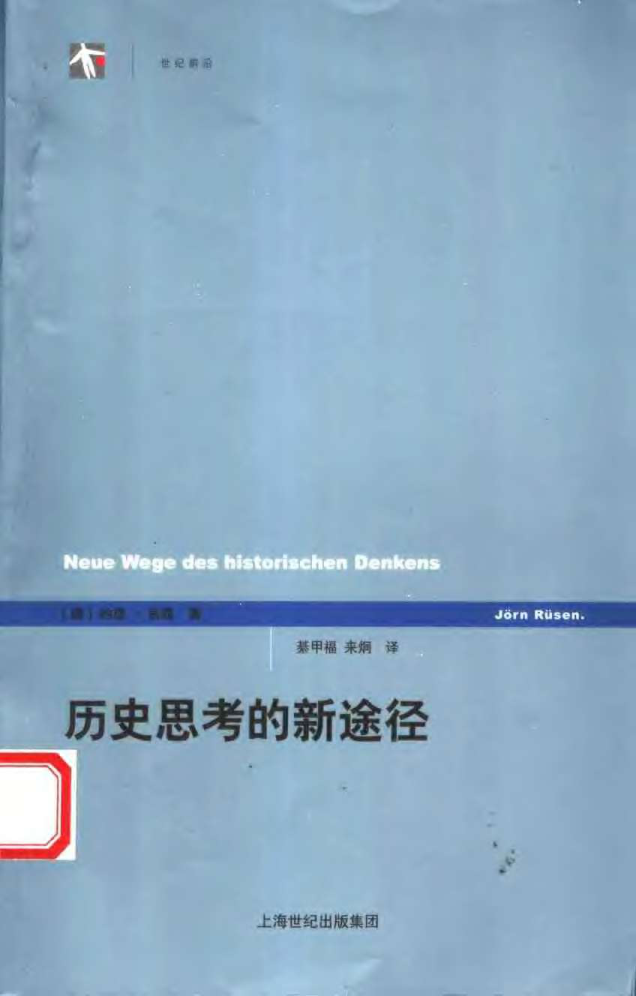 世纪前沿
Neue Wege des historischen Denkens
Jörn Rüsen.
綦甲福 来炯 译
历史思考的新途径
上海世纪出版集团